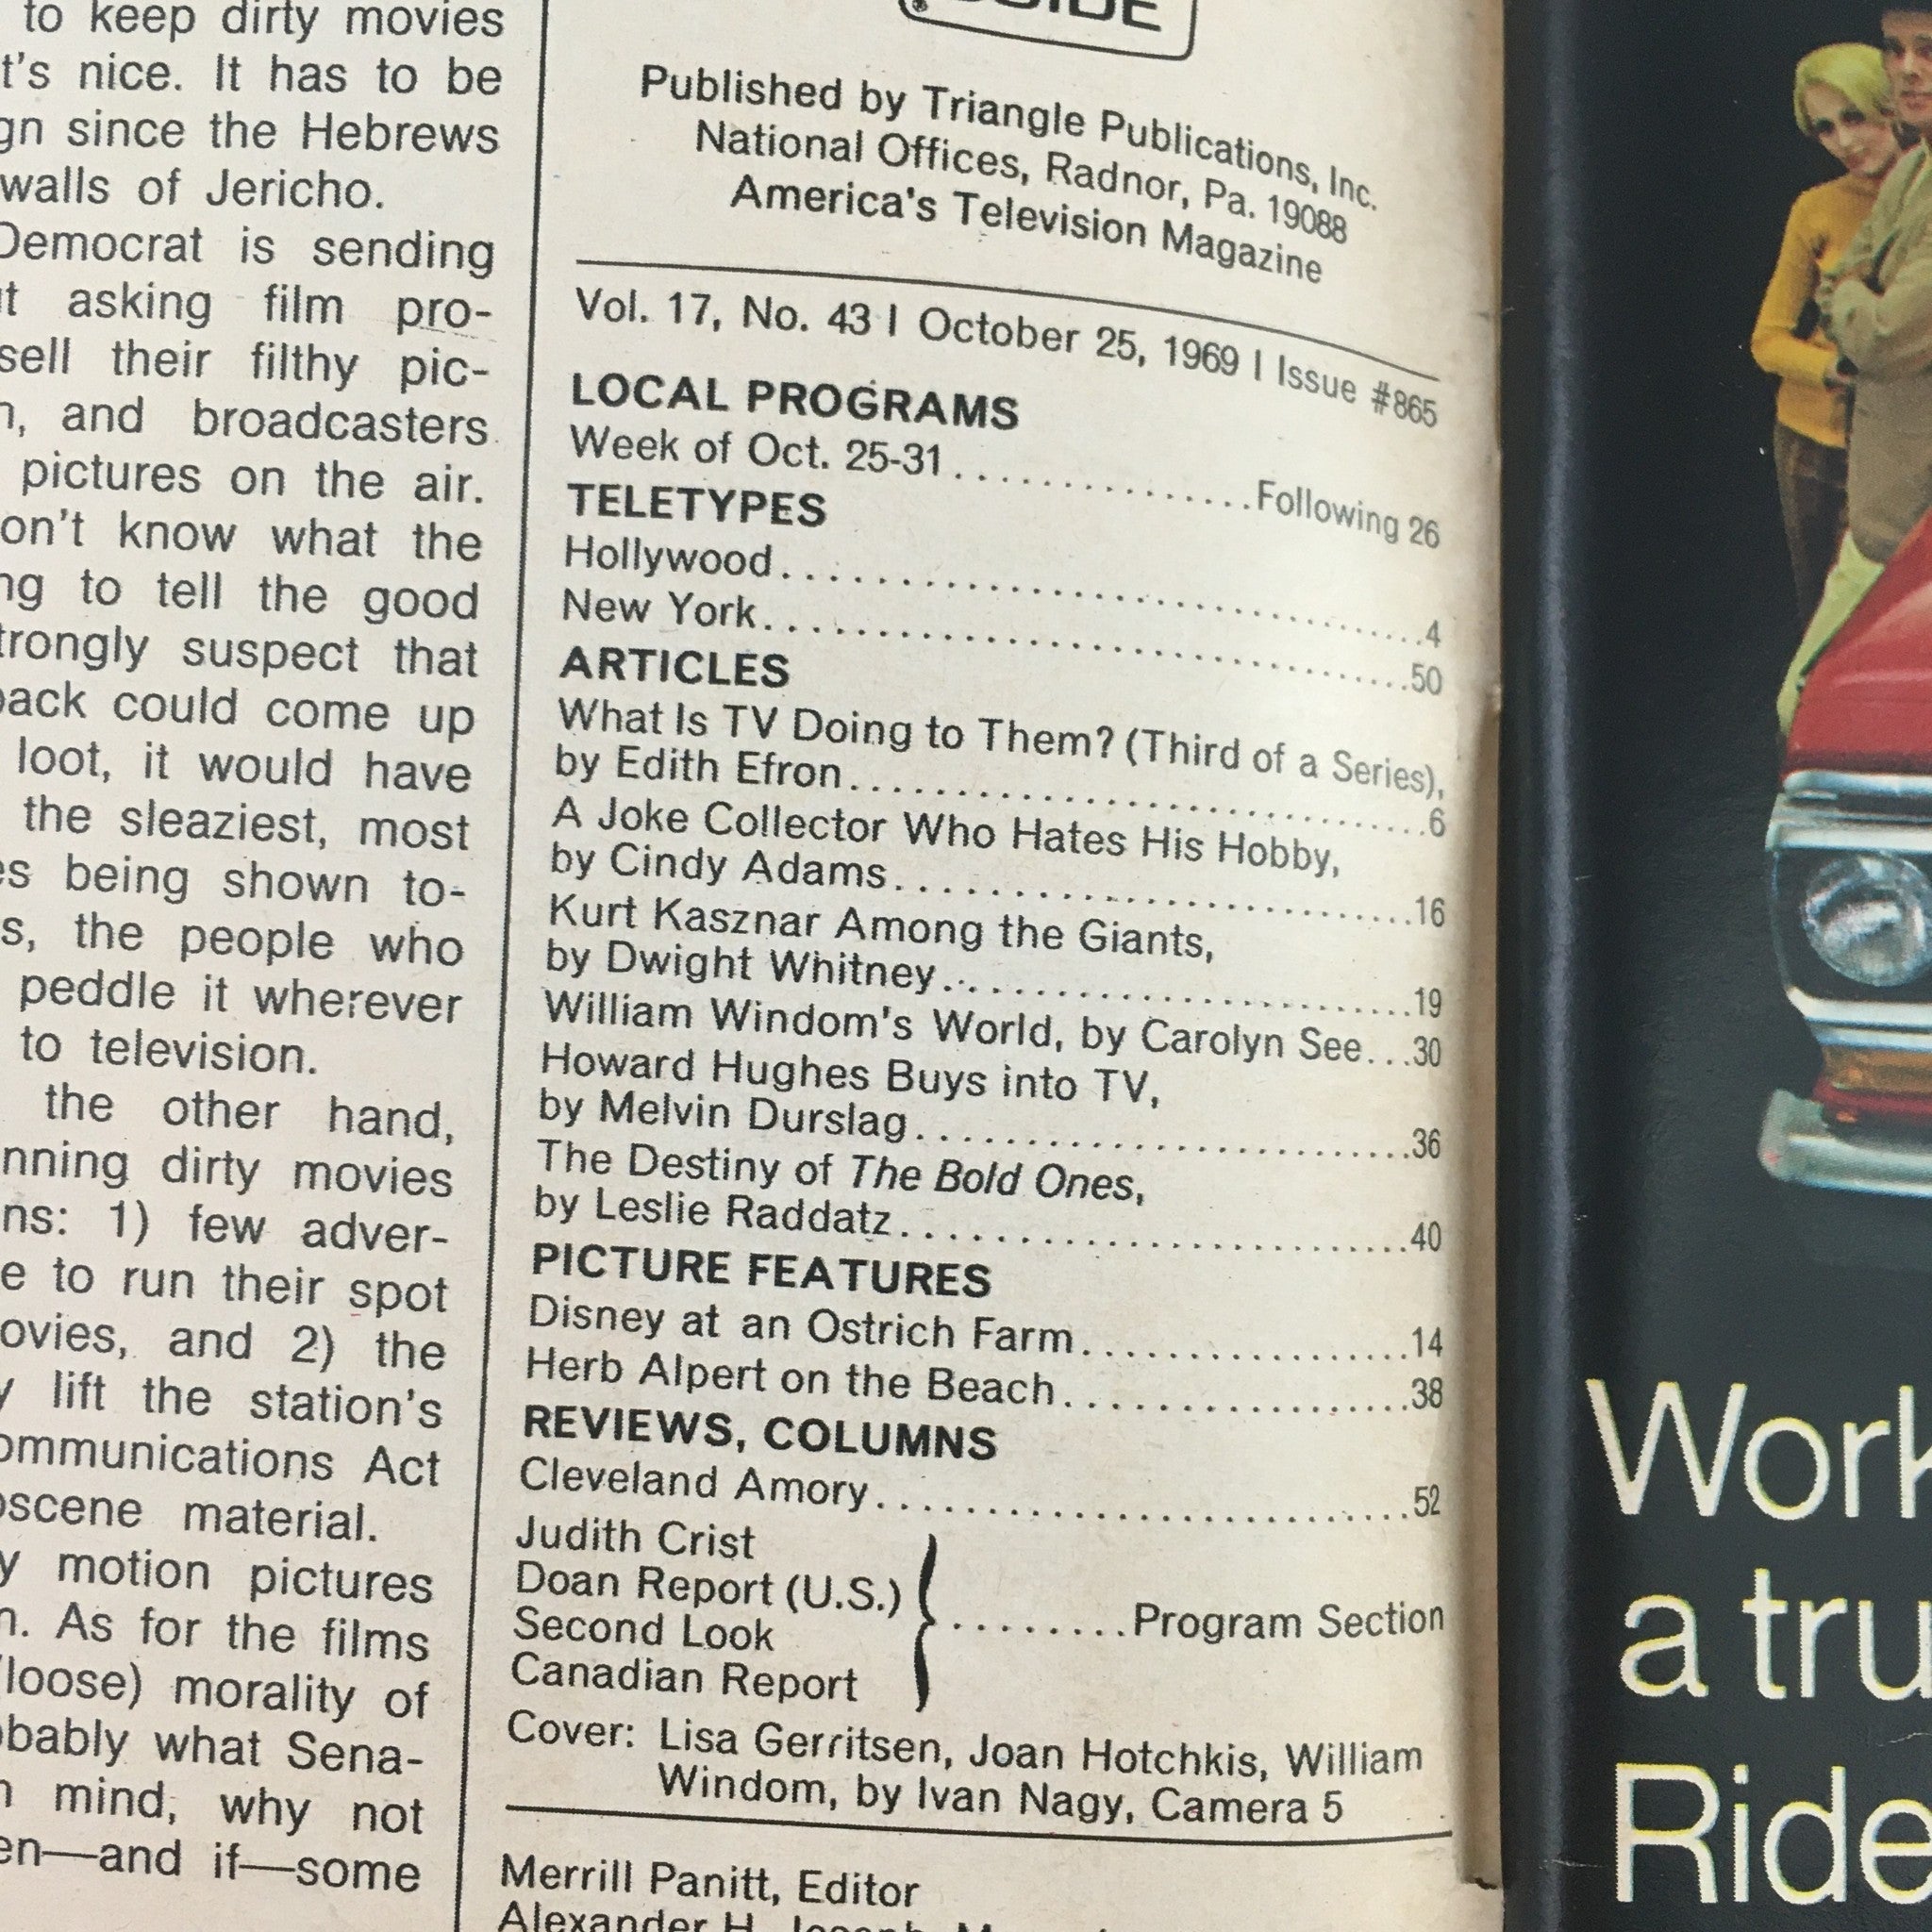 to keep dirty movies
t's nice. It has to be
gn since the Hebrews
walls of Jericho.
Democrat is sending
asking film pro-
sell their filthy pic-
and broadcasters
pictures on the air.
on't know what the
ng to tell the good
trongly suspect that
back could come up
loot, it would have
the sleaziest, most
es being shown to-
s, the people who
peddle it wherever
to television.
the other hand,
nning dirty movies
ns: 1) few adver-
e to run their spot
ovies, and 2) the
y lift the station's
ommunications Act
bscene material.
y motion pictures
n. As for the films
(loose) morality of
obably what Sena-
mind, why not
en—and if—some
GUIDE
Published by Triangle Publications, Inc.
National Offices, Radnor, Pa. 19088
America's Television Magazine
Vol. 17, No. 43 | October 25, 1969 | Issue #865
LOCAL PROGRAMS
Week of Oct. 25-31..............Following 26
TELETYPES
Hollywood..............................4
New York..............................50
ARTICLES
What Is TV Doing to Them? (Third of a Series),
by Edith Efron..............................6
A Joke Collector Who Hates His Hobby,
by Cindy Adams..............................16
Kurt Kasznar Among the Giants,
by Dwight Whitney..............................19
William Windom's World, by Carolyn See...30
Howard Hughes Buys into TV,
by Melvin Durslag..............................36
The Destiny of The Bold Ones,
by Leslie Raddatz..............................40
PICTURE FEATURES
Disney at an Ostrich Farm..................14
Herb Alpert on the Beach..................38
REVIEWS, COLUMNS
Cleveland Amory..............................52
Judith Crist
Doan Report (U.S.)
Second Look
Canadian Report
.........Program Section
Cover: Lisa Gerritsen, Joan Hotchkis, William
Windom, by Ivan Nagy, Camera 5
Merrill Panitt, Editor
Alexander H. Joseph,
Work
a tru
Ride